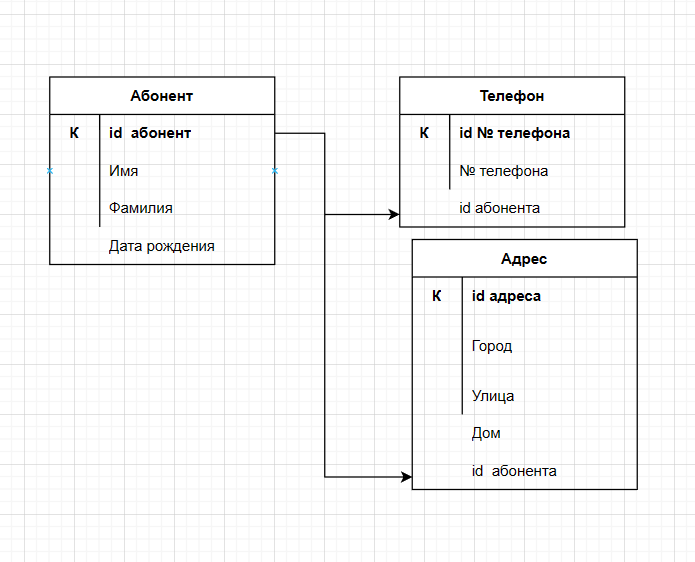 Абонент
К id абонент
Имя
Фамилия
Дата рождения
Телефон
К id № телефона
№ телефона
id абонента
Адрес
К id адреса
Город
Улица
Дом
id абонента